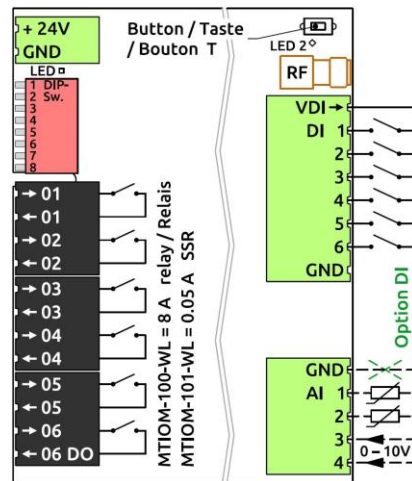 + 24V
GND
Button / Taste
/ Bouton T
LED 2
LED
1 DIP-
2 Sw.
3
4
5
6
7
8
RF
VDI →
DI 1
2
3
4
5
6
GND
→ 01
← 01
→ 02
← 02
→ 03
← 03
→ 04
← 04
→ 05
← 05
→ 06
← 06 DO
MTIOM-100-WL = 8 A relay / Relais
MTIOM-101-WL = 0.05 A SSR
Option DI
GND
AI 1
2
3
4
0 – 10V